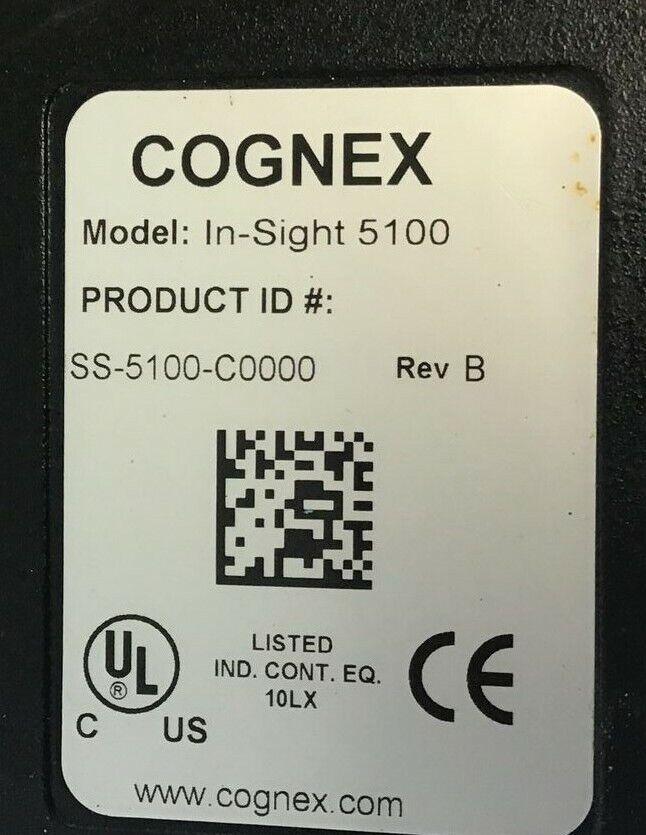 COGNEX
Model: In-Sight 5100
PRODUCT ID #:
SS-5100-C0000 Rev B
UL
®
C US
LISTED
IND. CONT. EQ.
10LX
CE
www.cognex.com